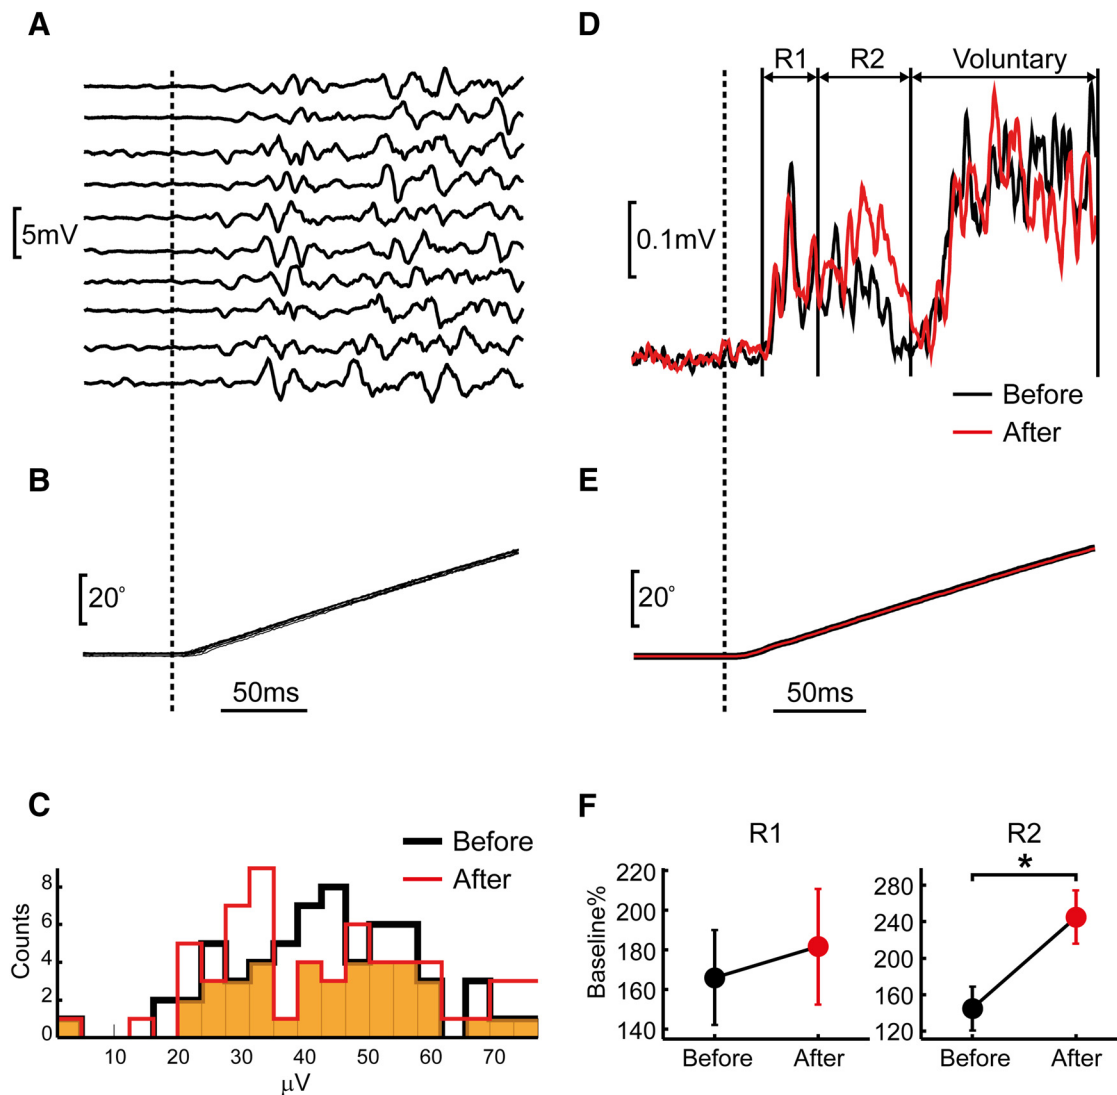 A
5mV
B
20°
50ms
C
Before
After
Counts
8
6
4
2
0
10 20 30 40 50 60 70
μV
D
R1 R2 Voluntary
0.1mV
Before
After
E
20°
50ms
F
R1
Baseline%
220
200
180
160
140
Before After
R2
*
280
240
200
160
120
Before After